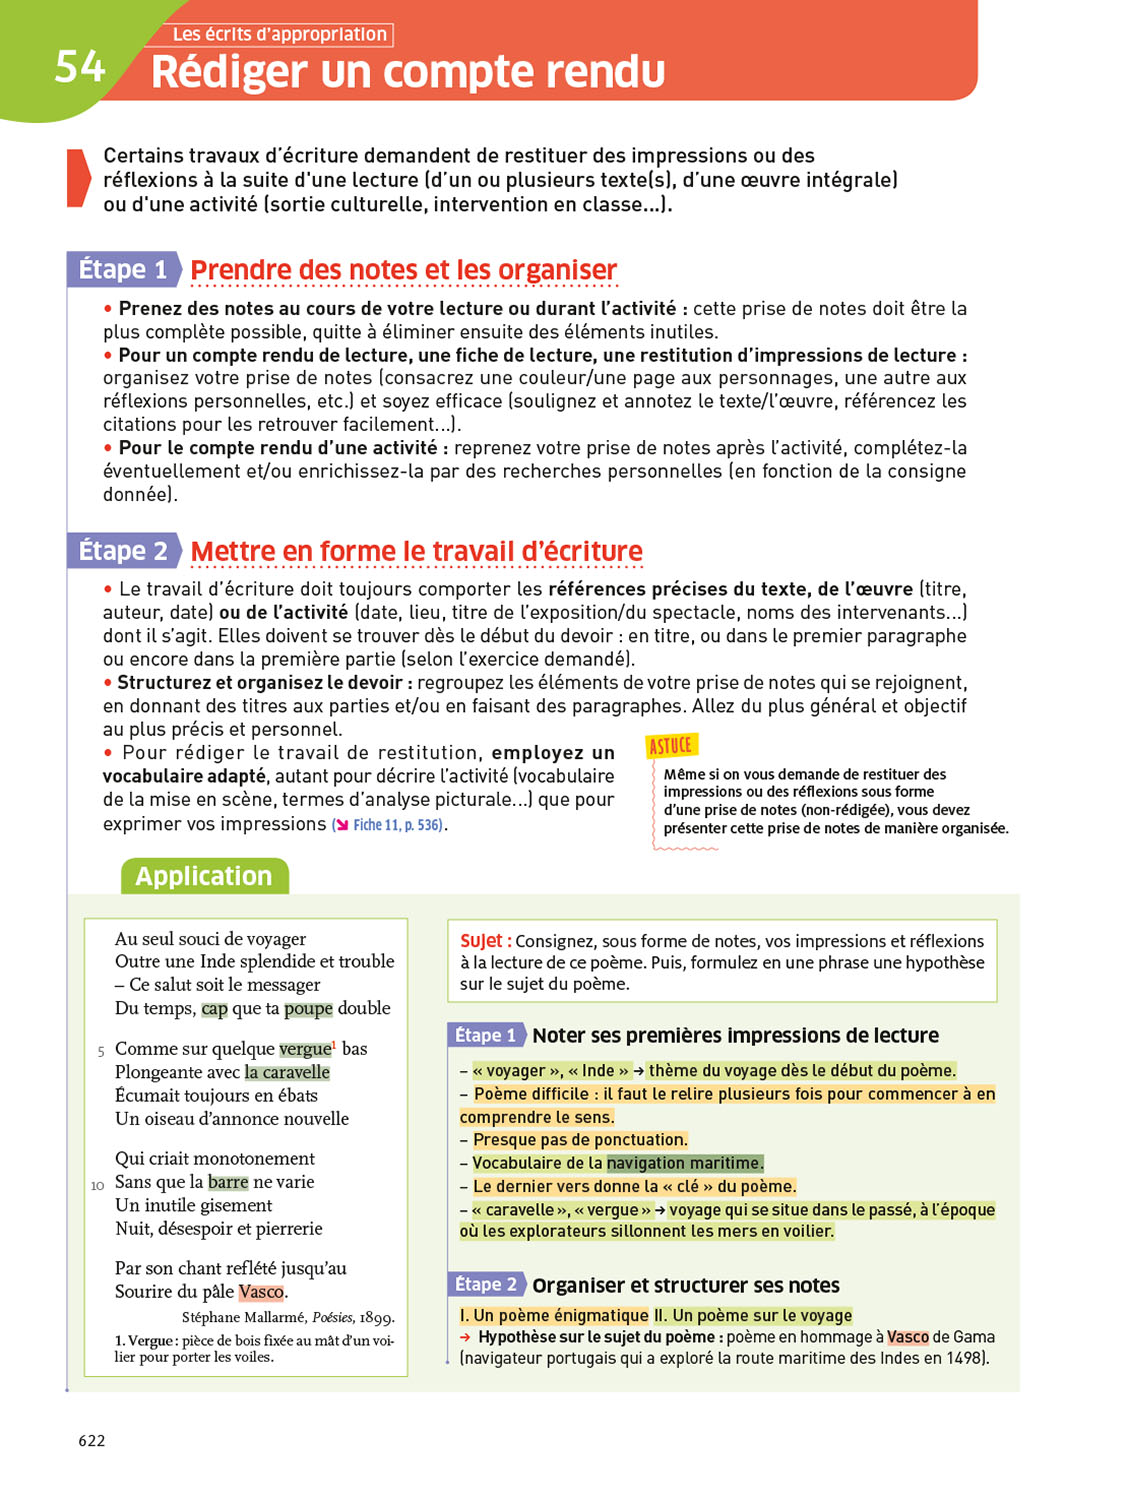 Les écrits d'appropriation
54
Rédiger un compte rendu
Certains travaux d'écriture demandent de restituer des impressions ou des
réflexions à la suite d'une lecture (d'un ou plusieurs texte(s), d'une œuvre intégrale)
ou d'une activité (sortie culturelle, intervention en classe...).
Étape 1 Prendre des notes et les organiser
• Prenez des notes au cours de votre lecture ou durant l'activité : cette prise de notes doit être la
plus complète possible, quitte à éliminer ensuite des éléments inutiles.
• Pour un compte rendu de lecture, une fiche de lecture, une restitution d'impressions de lecture :
organisez votre prise de notes (consacrez une couleur/une page aux personnages, une autre aux
réflexions personnelles, etc.) et soyez efficace (soulignez et annotez le texte/l'œuvre, référencez les
citations pour les retrouver facilement...).
• Pour le compte rendu d'une activité : reprenez votre prise de notes après l'activité, complétez-la
éventuellement et/ou enrichissez-la par des recherches personnelles (en fonction de la consigne
donnée).
Étape 2 Mettre en forme le travail d'écriture
• Le travail d'écriture doit toujours comporter les références précises du texte, de l'œuvre (titre,
auteur, date) ou de l'activité (date, lieu, titre de l'exposition/du spectacle, noms des intervenants...)
dont il s'agit. Elles doivent se trouver dès le début du devoir : en titre, ou dans le premier paragraphe
ou encore dans la première partie (selon l'exercice demandé).
• Structurez et organisez le devoir : regroupez les éléments de votre prise de notes qui se rejoignent,
en donnant des titres aux parties et/ou en faisant des paragraphes. Allez du plus général et objectif
au plus précis et personnel.
• Pour rédiger le travail de restitution, employez un
vocabulaire adapté, autant pour décrire l'activité (vocabulaire
de la mise en scène, termes d'analyse picturale...) que pour
exprimer vos impressions (↘ Fiche 11, p. 536).
ASTUCE
Même si on vous demande de restituer des
impressions ou des réflexions sous forme
d'une prise de notes (non-rédigée), vous devez
présenter cette prise de notes de manière organisée.
Application
Au seul souci de voyager
Outre une Inde splendide et trouble
– Ce salut soit le messager
Du temps, cap que ta poupe double
5 Comme sur quelque vergue1 bas
Plongeante avec la caravelle
Écumait toujours en ébats
Un oiseau d'annonce nouvelle
Qui criait monotonement
10 Sans que la barre ne varie
Un inutile gisement
Nuit, désespoir et pierrerie
Par son chant reflété jusqu'au
Sourire du pâle Vasco.
Stéphane Mallarmé, Poésies, 1899.
1. Vergue : pièce de bois fixée au mât d'un voi-
lier pour porter les voiles.
Sujet : Consignez, sous forme de notes, vos impressions et réflexions
à la lecture de ce poème. Puis, formulez en une phrase une hypothèse
sur le sujet du poème.
Étape 1 Noter ses premières impressions de lecture
– « voyager », « Inde » → thème du voyage dès le début du poème.
– Poème difficile : il faut le relire plusieurs fois pour commencer à en
comprendre le sens.
– Presque pas de ponctuation.
– Vocabulaire de la navigation maritime.
– Le dernier vers donne la « clé » du poème.
– « caravelle », « vergue » → voyage qui se situe dans le passé, à l'époque
où les explorateurs sillonnent les mers en voilier.
Étape 2 Organiser et structurer ses notes
I. Un poème énigmatique II. Un poème sur le voyage
→ Hypothèse sur le sujet du poème : poème en hommage à Vasco de Gama
(navigateur portugais qui a exploré la route maritime des Indes en 1498).
622